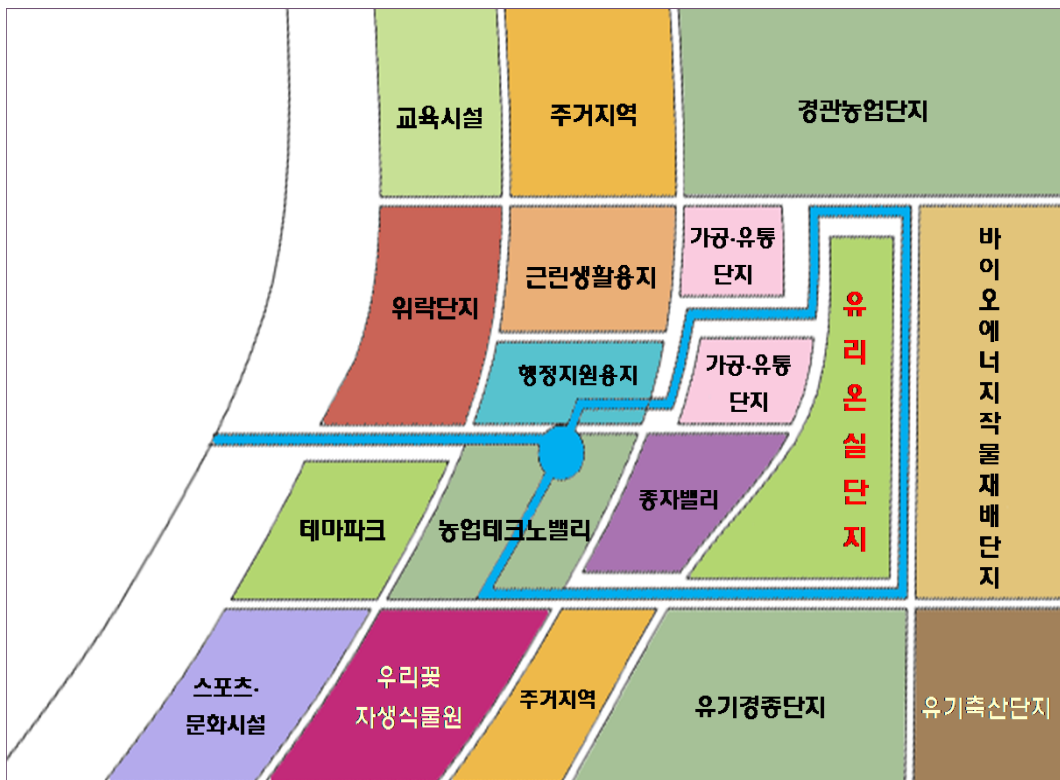 교육시설
주거지역
경관농업단지
위락단지
근린생활용지
가공·유통
단지
바이오에너지작물재배단지
행정지원용지
가공·유통
단지
유리온실단지
테마파크
농업테크노밸리
종자밸리
스포츠·
문화시설
우리꽃
자생식물원
주거지역
유기경종단지
유기축산단지